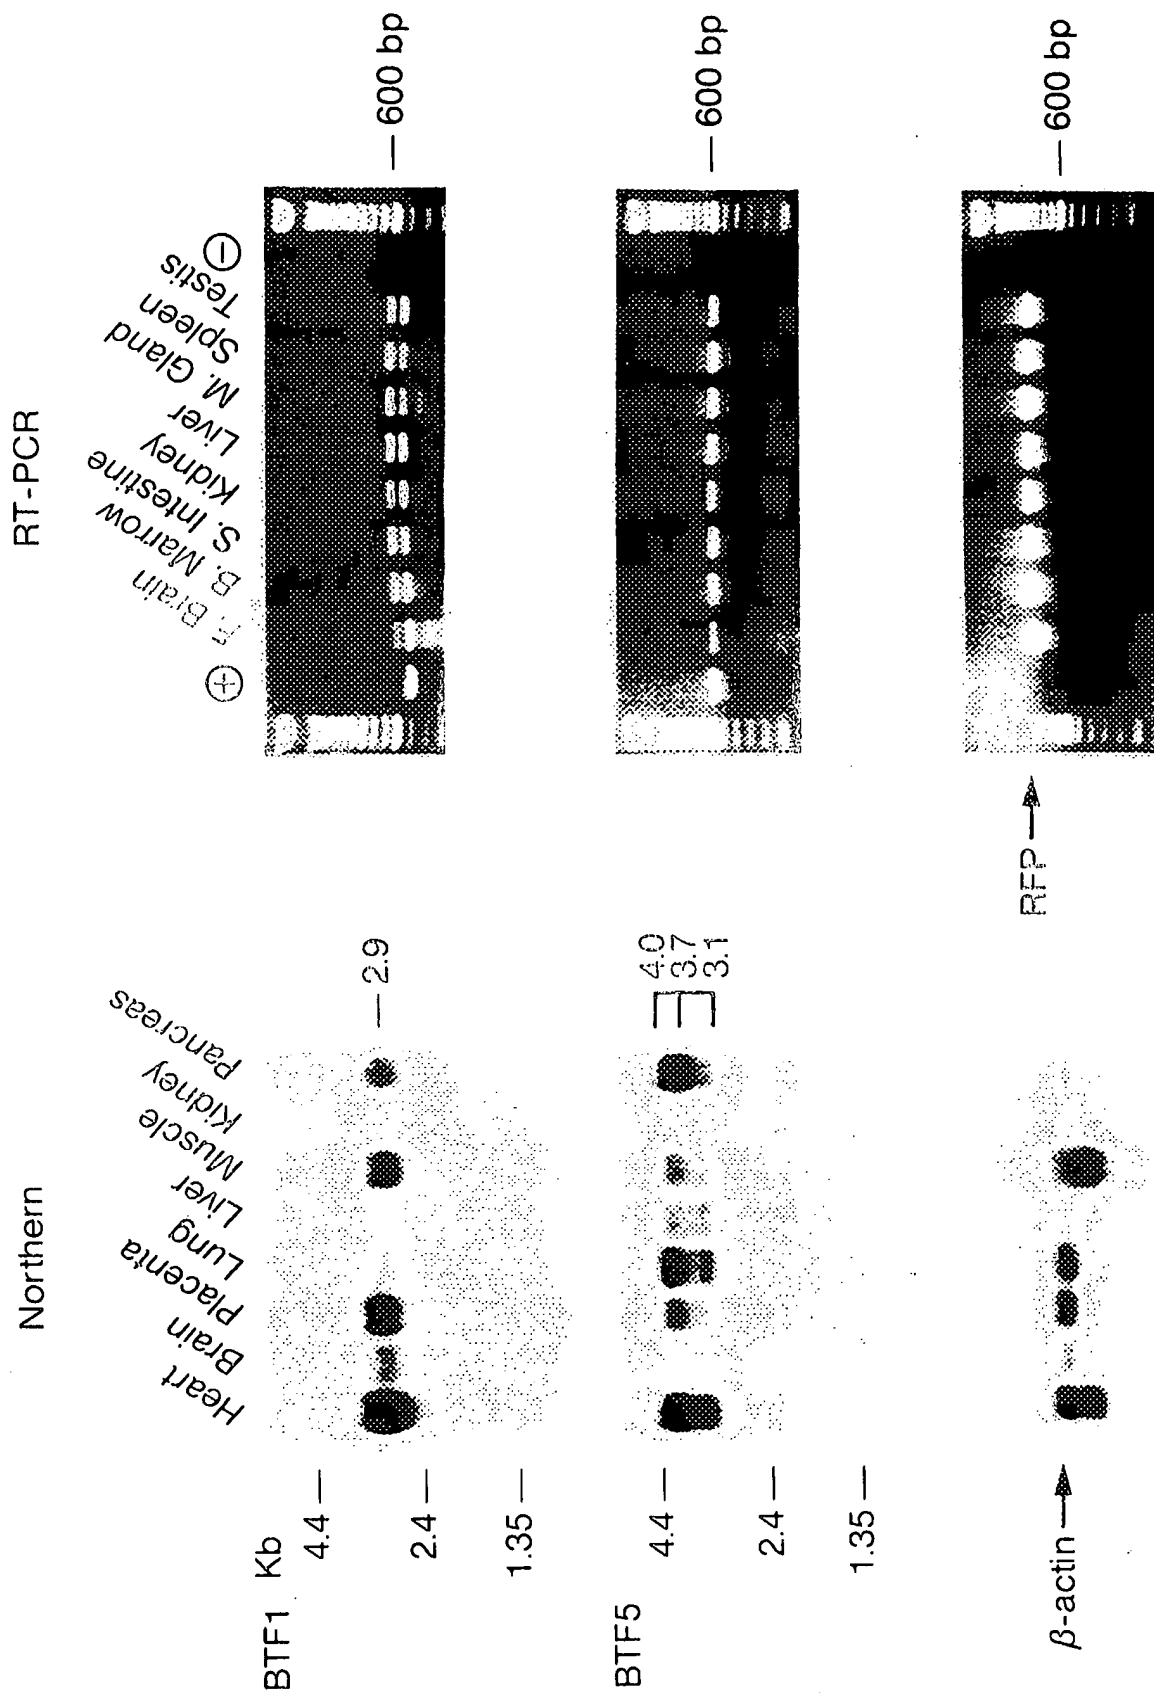 Northern
RT-PCR
Heart
Brain
Placenta
Lung
Liver
Muscle
Kidney
Pancreas
+
F. Brain
B. Marrow
S. Intestine
Kidney
Liver
M. Gland
Spleen
Testis
−
BTF1 Kb
4.4
2.4
1.35
2.9
600 bp
BTF5
4.4
2.4
1.35
4.0
3.7
3.1
600 bp
β-actin
RFP
600 bp